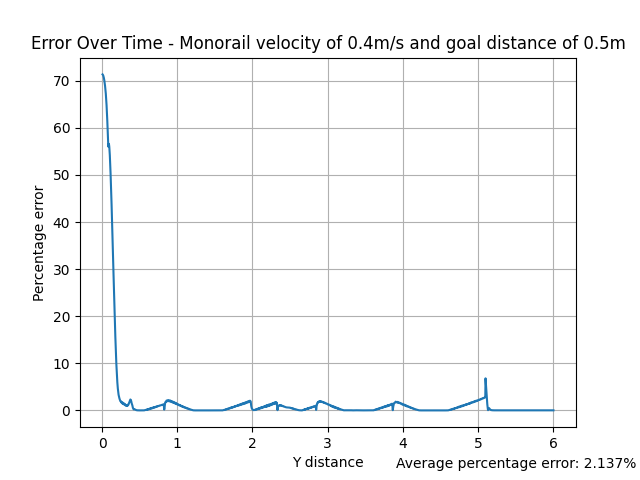 Error Over Time - Monorail velocity of 0.4m/s and goal distance of 0.5m
Percentage error
70
60
50
40
30
20
10
0
0 1 2 3 4 5 6
Y distance
Average percentage error: 2.137%